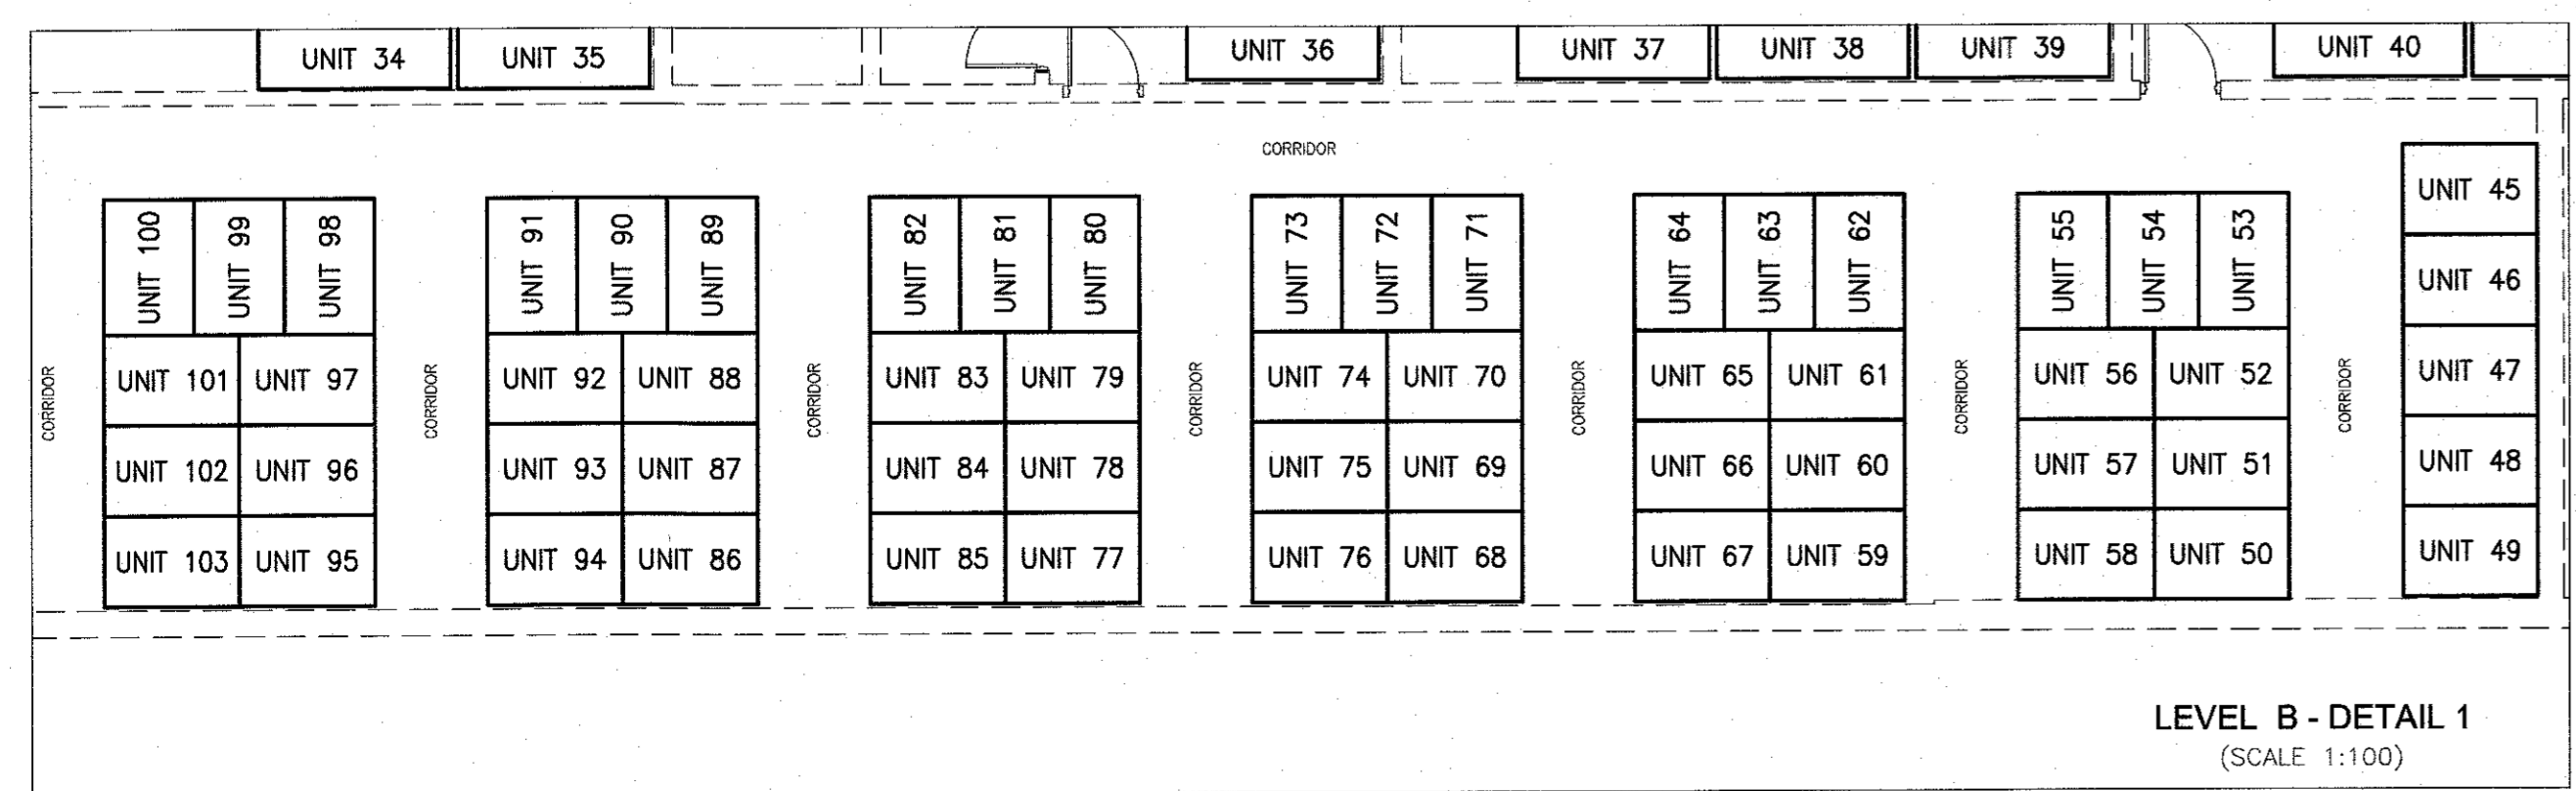 UNIT 34 UNIT 35 UNIT 36 UNIT 37 UNIT 38 UNIT 39 UNIT 40
CORRIDOR
UNIT 100 UNIT 99 UNIT 98 UNIT 91 UNIT 90 UNIT 89 UNIT 82 UNIT 81 UNIT 80 UNIT 73 UNIT 72 UNIT 71 UNIT 64 UNIT 63 UNIT 62 UNIT 55 UNIT 54 UNIT 53 UNIT 45
UNIT 46
UNIT 101 UNIT 97 UNIT 92 UNIT 88 UNIT 83 UNIT 79 UNIT 74 UNIT 70 UNIT 65 UNIT 61 UNIT 56 UNIT 52 UNIT 47
CORRIDOR CORRIDOR CORRIDOR CORRIDOR CORRIDOR CORRIDOR CORRIDOR
UNIT 102 UNIT 96 UNIT 93 UNIT 87 UNIT 84 UNIT 78 UNIT 75 UNIT 69 UNIT 66 UNIT 60 UNIT 57 UNIT 51 UNIT 48
UNIT 103 UNIT 95 UNIT 94 UNIT 86 UNIT 85 UNIT 77 UNIT 76 UNIT 68 UNIT 67 UNIT 59 UNIT 58 UNIT 50 UNIT 49
LEVEL B - DETAIL 1
(SCALE 1:100)